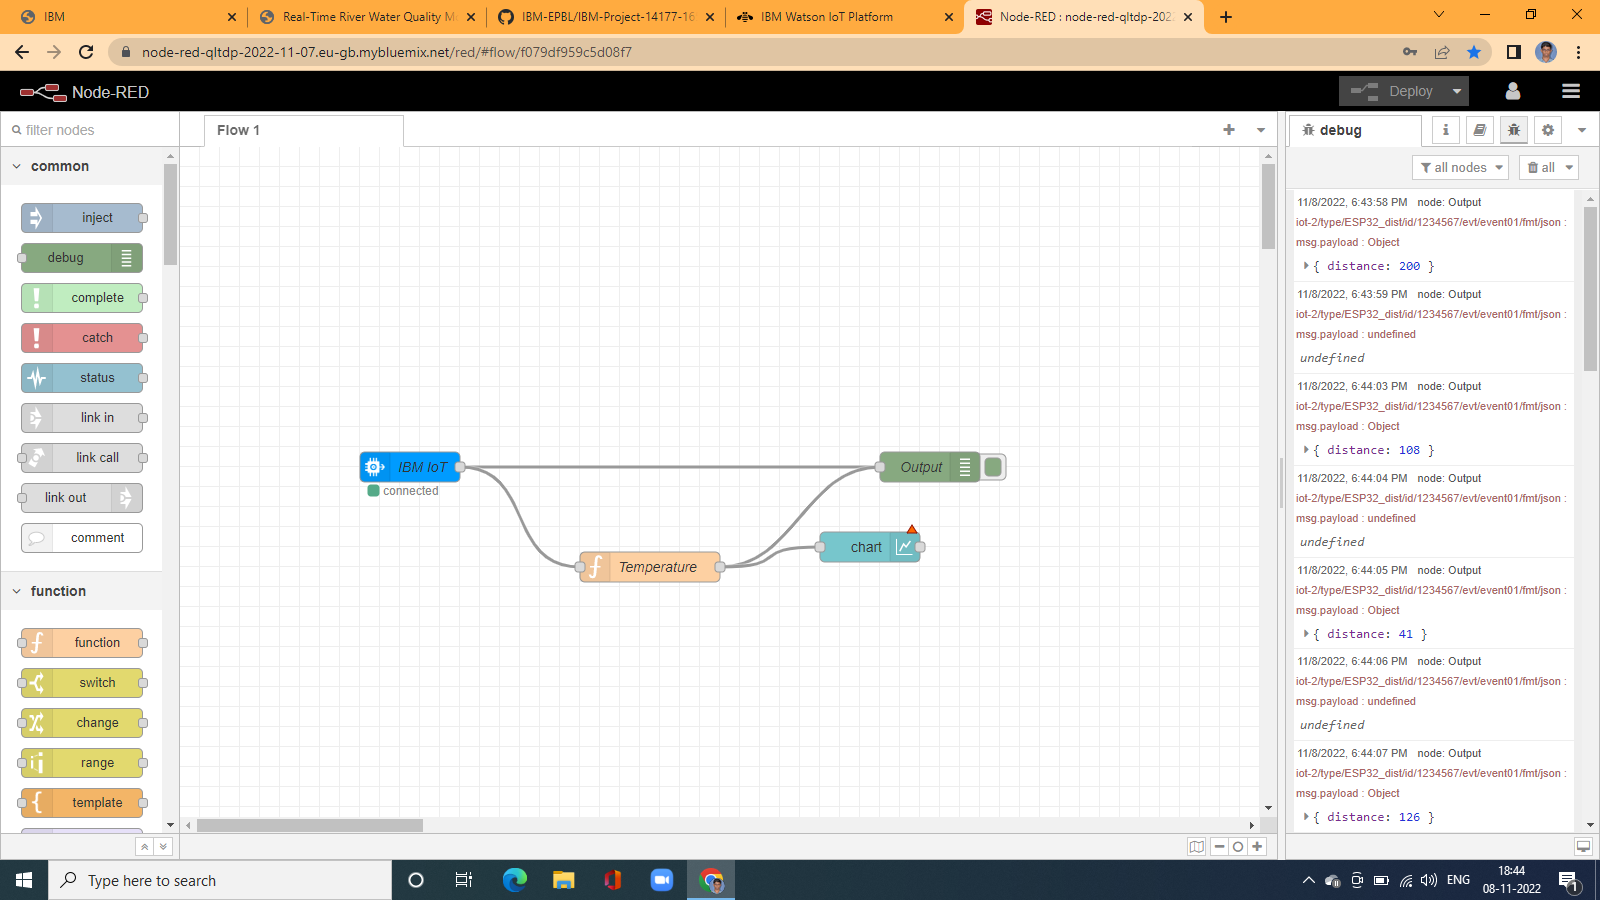 IBM
Real-Time River Water Quality M
IBM-EPBL/IBM-Project-14177-16
IBM Watson IoT Platform
Node-RED : node-red-qltdp-202
node-red-qltdp-2022-11-07.eu-gb.mybluemix.net/red/#flow/f079df959c5d08f7
Node-RED
Deploy
filter nodes
common
inject
debug
complete
catch
status
link in
link call
link out
comment
function
function
switch
change
range
template
Flow 1
IBM IoT
connected
Temperature
Output
chart
debug
i
all nodes
all
11/8/2022, 6:43:58 PM node: Output
iot-2/type/ESP32_dist/id/1234567/evt/event01/fmt/json :
msg.payload : Object
{ distance: 200 }
11/8/2022, 6:43:59 PM node: Output
iot-2/type/ESP32_dist/id/1234567/evt/event01/fmt/json :
msg.payload : undefined
undefined
11/8/2022, 6:44:03 PM node: Output
iot-2/type/ESP32_dist/id/1234567/evt/event01/fmt/json :
msg.payload : Object
{ distance: 108 }
11/8/2022, 6:44:04 PM node: Output
iot-2/type/ESP32_dist/id/1234567/evt/event01/fmt/json :
msg.payload : undefined
undefined
11/8/2022, 6:44:05 PM node: Output
iot-2/type/ESP32_dist/id/1234567/evt/event01/fmt/json :
msg.payload : Object
{ distance: 41 }
11/8/2022, 6:44:06 PM node: Output
iot-2/type/ESP32_dist/id/1234567/evt/event01/fmt/json :
msg.payload : undefined
undefined
11/8/2022, 6:44:07 PM node: Output
iot-2/type/ESP32_dist/id/1234567/evt/event01/fmt/json :
msg.payload : Object
{ distance: 126 }
Type here to search
ENG
18:44
08-11-2022
1